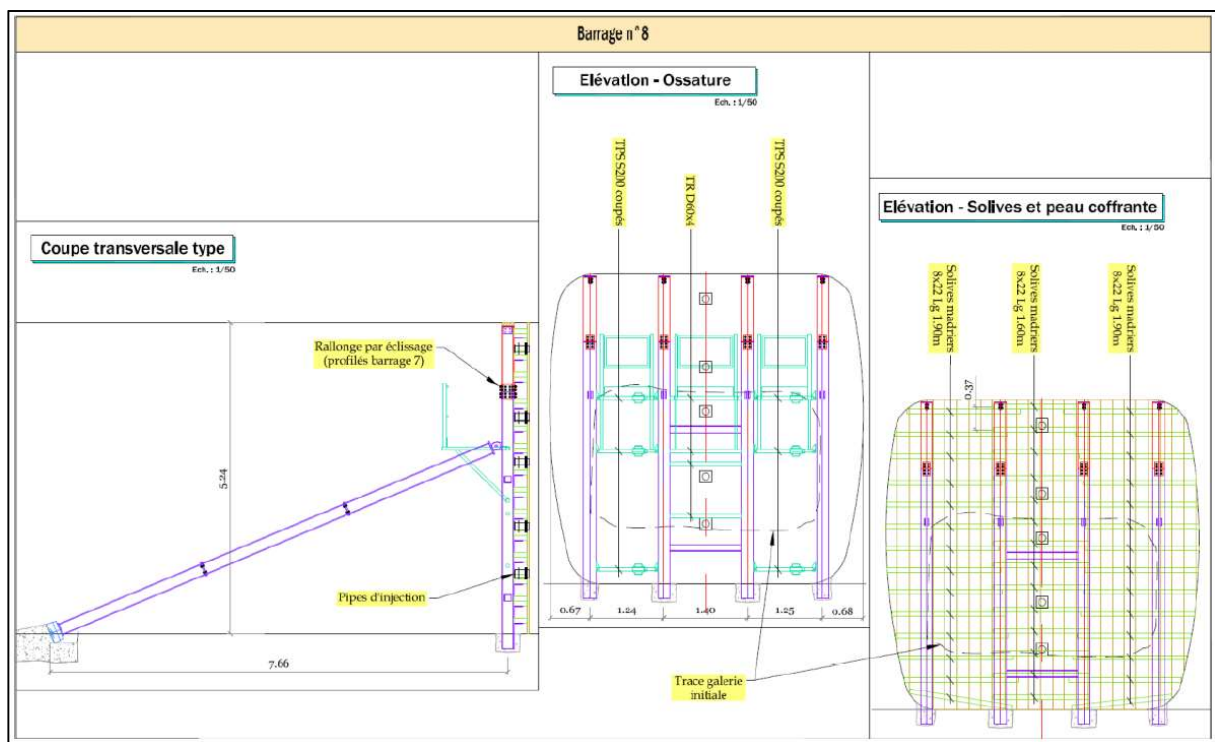 Barrage n°8
Coupe transversale type
Ech. : 1/50
Rallonge par éclissage
(profilés barrage 7)
5.24
Pipes d'injection
7.66
Elévation - Ossature
Ech. : 1/50
TPS S200 coupés
TR D60x4
TPS S200 coupés
0.67
1.24
1.40
1.25
0.68
Trace galerie
initiale
Elévation - Solives et peau coffrante
Ech. : 1/50
Solives madriers
8x22 Lg 1.90m
Solives madriers
8x22 Lg 1.60m
Solives madriers
8x22 Lg 1.90m
0.37